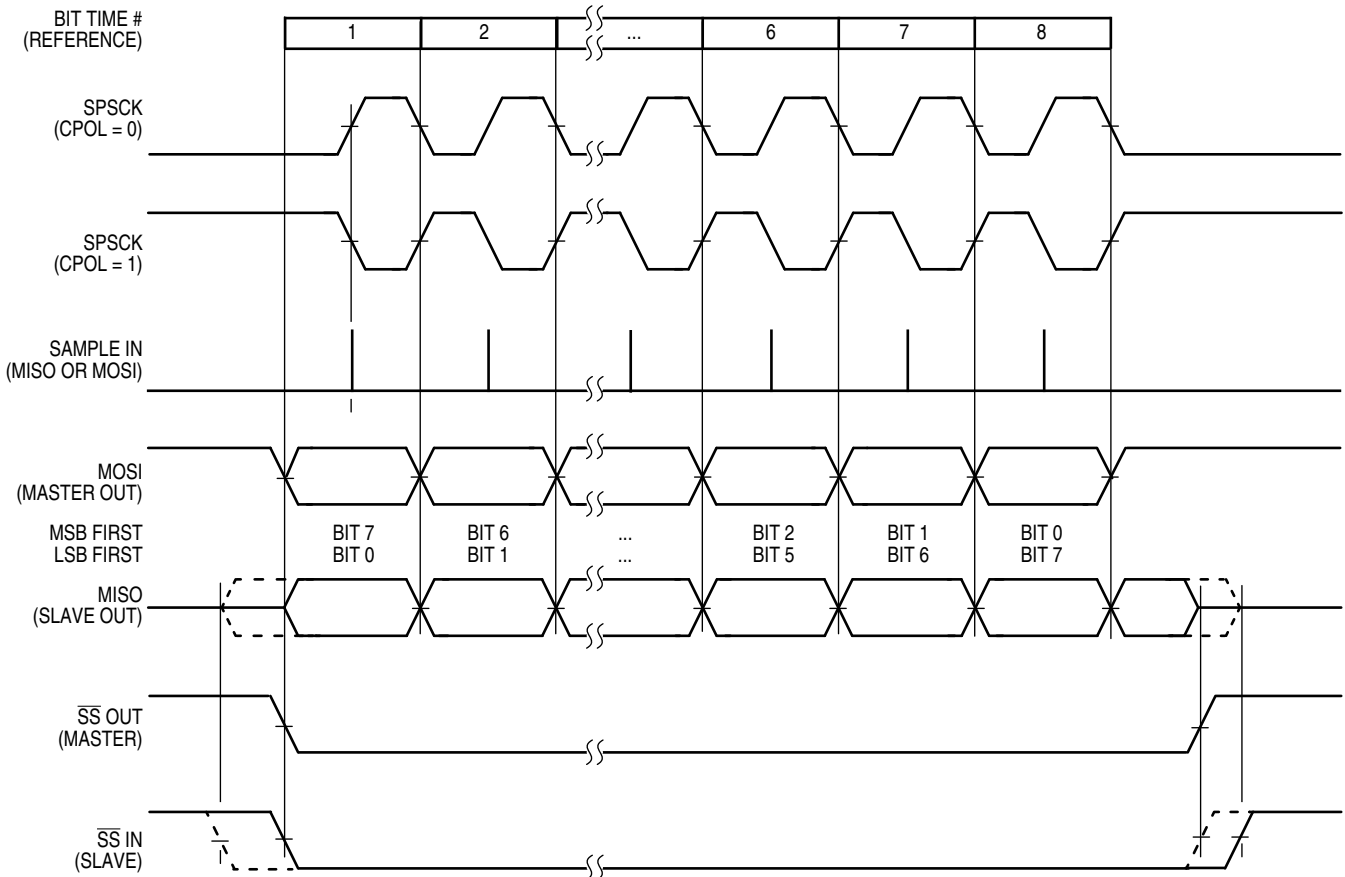 BIT TIME #
(REFERENCE)
1 2 ... 6 7 8
SPSCK
(CPOL = 0)
SPSCK
(CPOL = 1)
SAMPLE IN
(MISO OR MOSI)
MOSI
(MASTER OUT)
MSB FIRST BIT 7 BIT 6 ... BIT 2 BIT 1 BIT 0
LSB FIRST BIT 0 BIT 1 ... BIT 5 BIT 6 BIT 7
MISO
(SLAVE OUT)
S̅S̅ OUT
(MASTER)
S̅S̅ IN
(SLAVE)